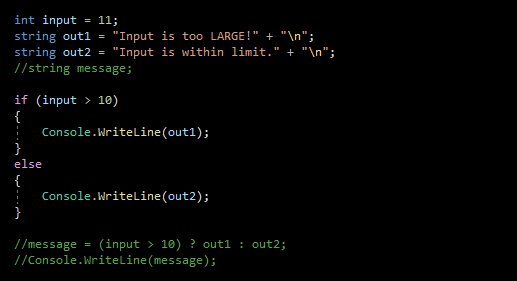 int input = 11;
string out1 = "Input is too LARGE!" + "\n";
string out2 = "Input is within limit." + "\n";
//string message;

if (input > 10)
{
    Console.WriteLine(out1);
}
else
{
    Console.WriteLine(out2);
}

//message = (input > 10) ? out1 : out2;
//Console.WriteLine(message);